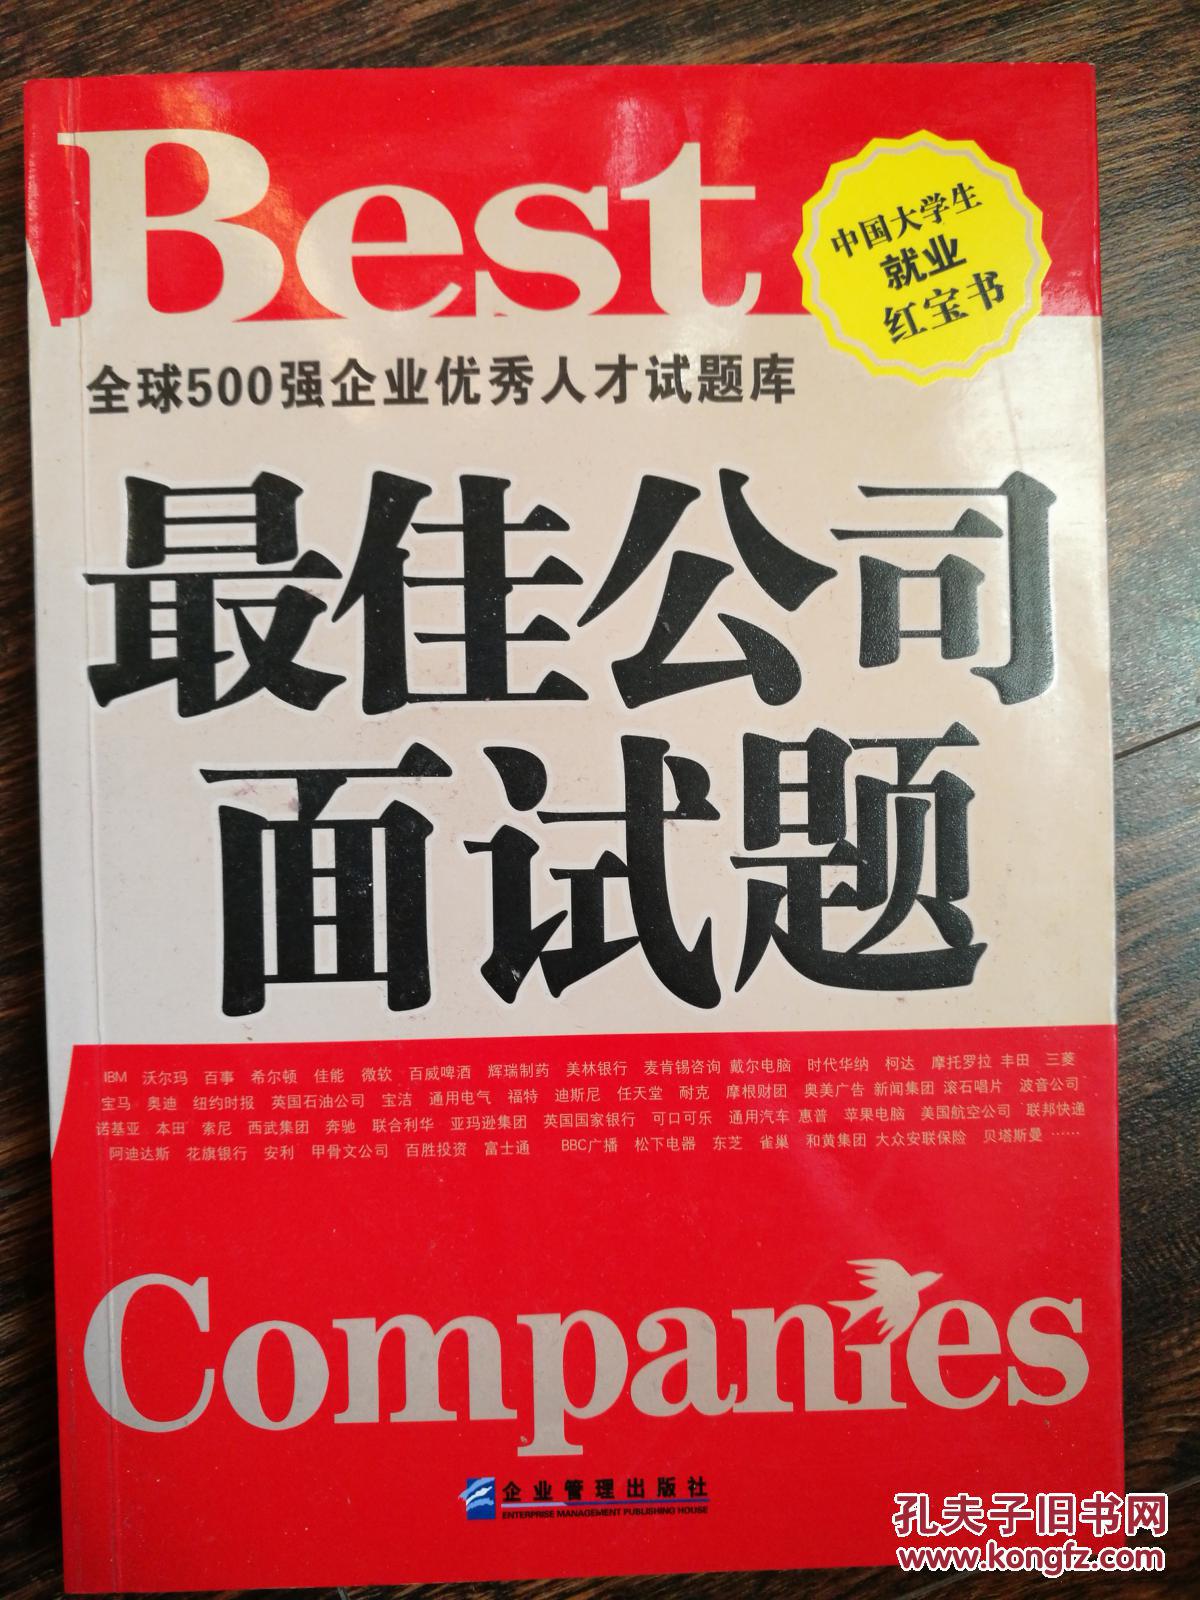 Best
中国大学生
就业
红宝书
全球500强企业优秀人才试题库
最佳公司
面试题
IBM 沃尔玛 百事 希尔顿 佳能 微软 百威啤酒 辉瑞制药 美林银行 麦肯锡咨询 戴尔电脑 时代华纳 柯达 摩托罗拉 丰田 三菱
宝马 奥迪 纽约时报 英国石油公司 宝洁 通用电气 福特 迪斯尼 任天堂 耐克 摩根财团 奥美广告 新闻集团 滚石唱片 波音公司
诺基亚 本田 索尼 西武集团 奔驰 联合利华 亚玛逊集团 英国国家银行 可口可乐 通用汽车 惠普 苹果电脑 美国航空公司 联邦快递
阿迪达斯 花旗银行 安利 甲骨文公司 百胜投资 富士通 BBC广播 松下电器 东芝 雀巢 和黄集团 大众安联保险 贝塔斯曼 ……
Companies
企业管理出版社
ENTERPRISE MANAGEMENT PUBLISHING HOUSE
孔夫子旧书网
www.kongfz.com